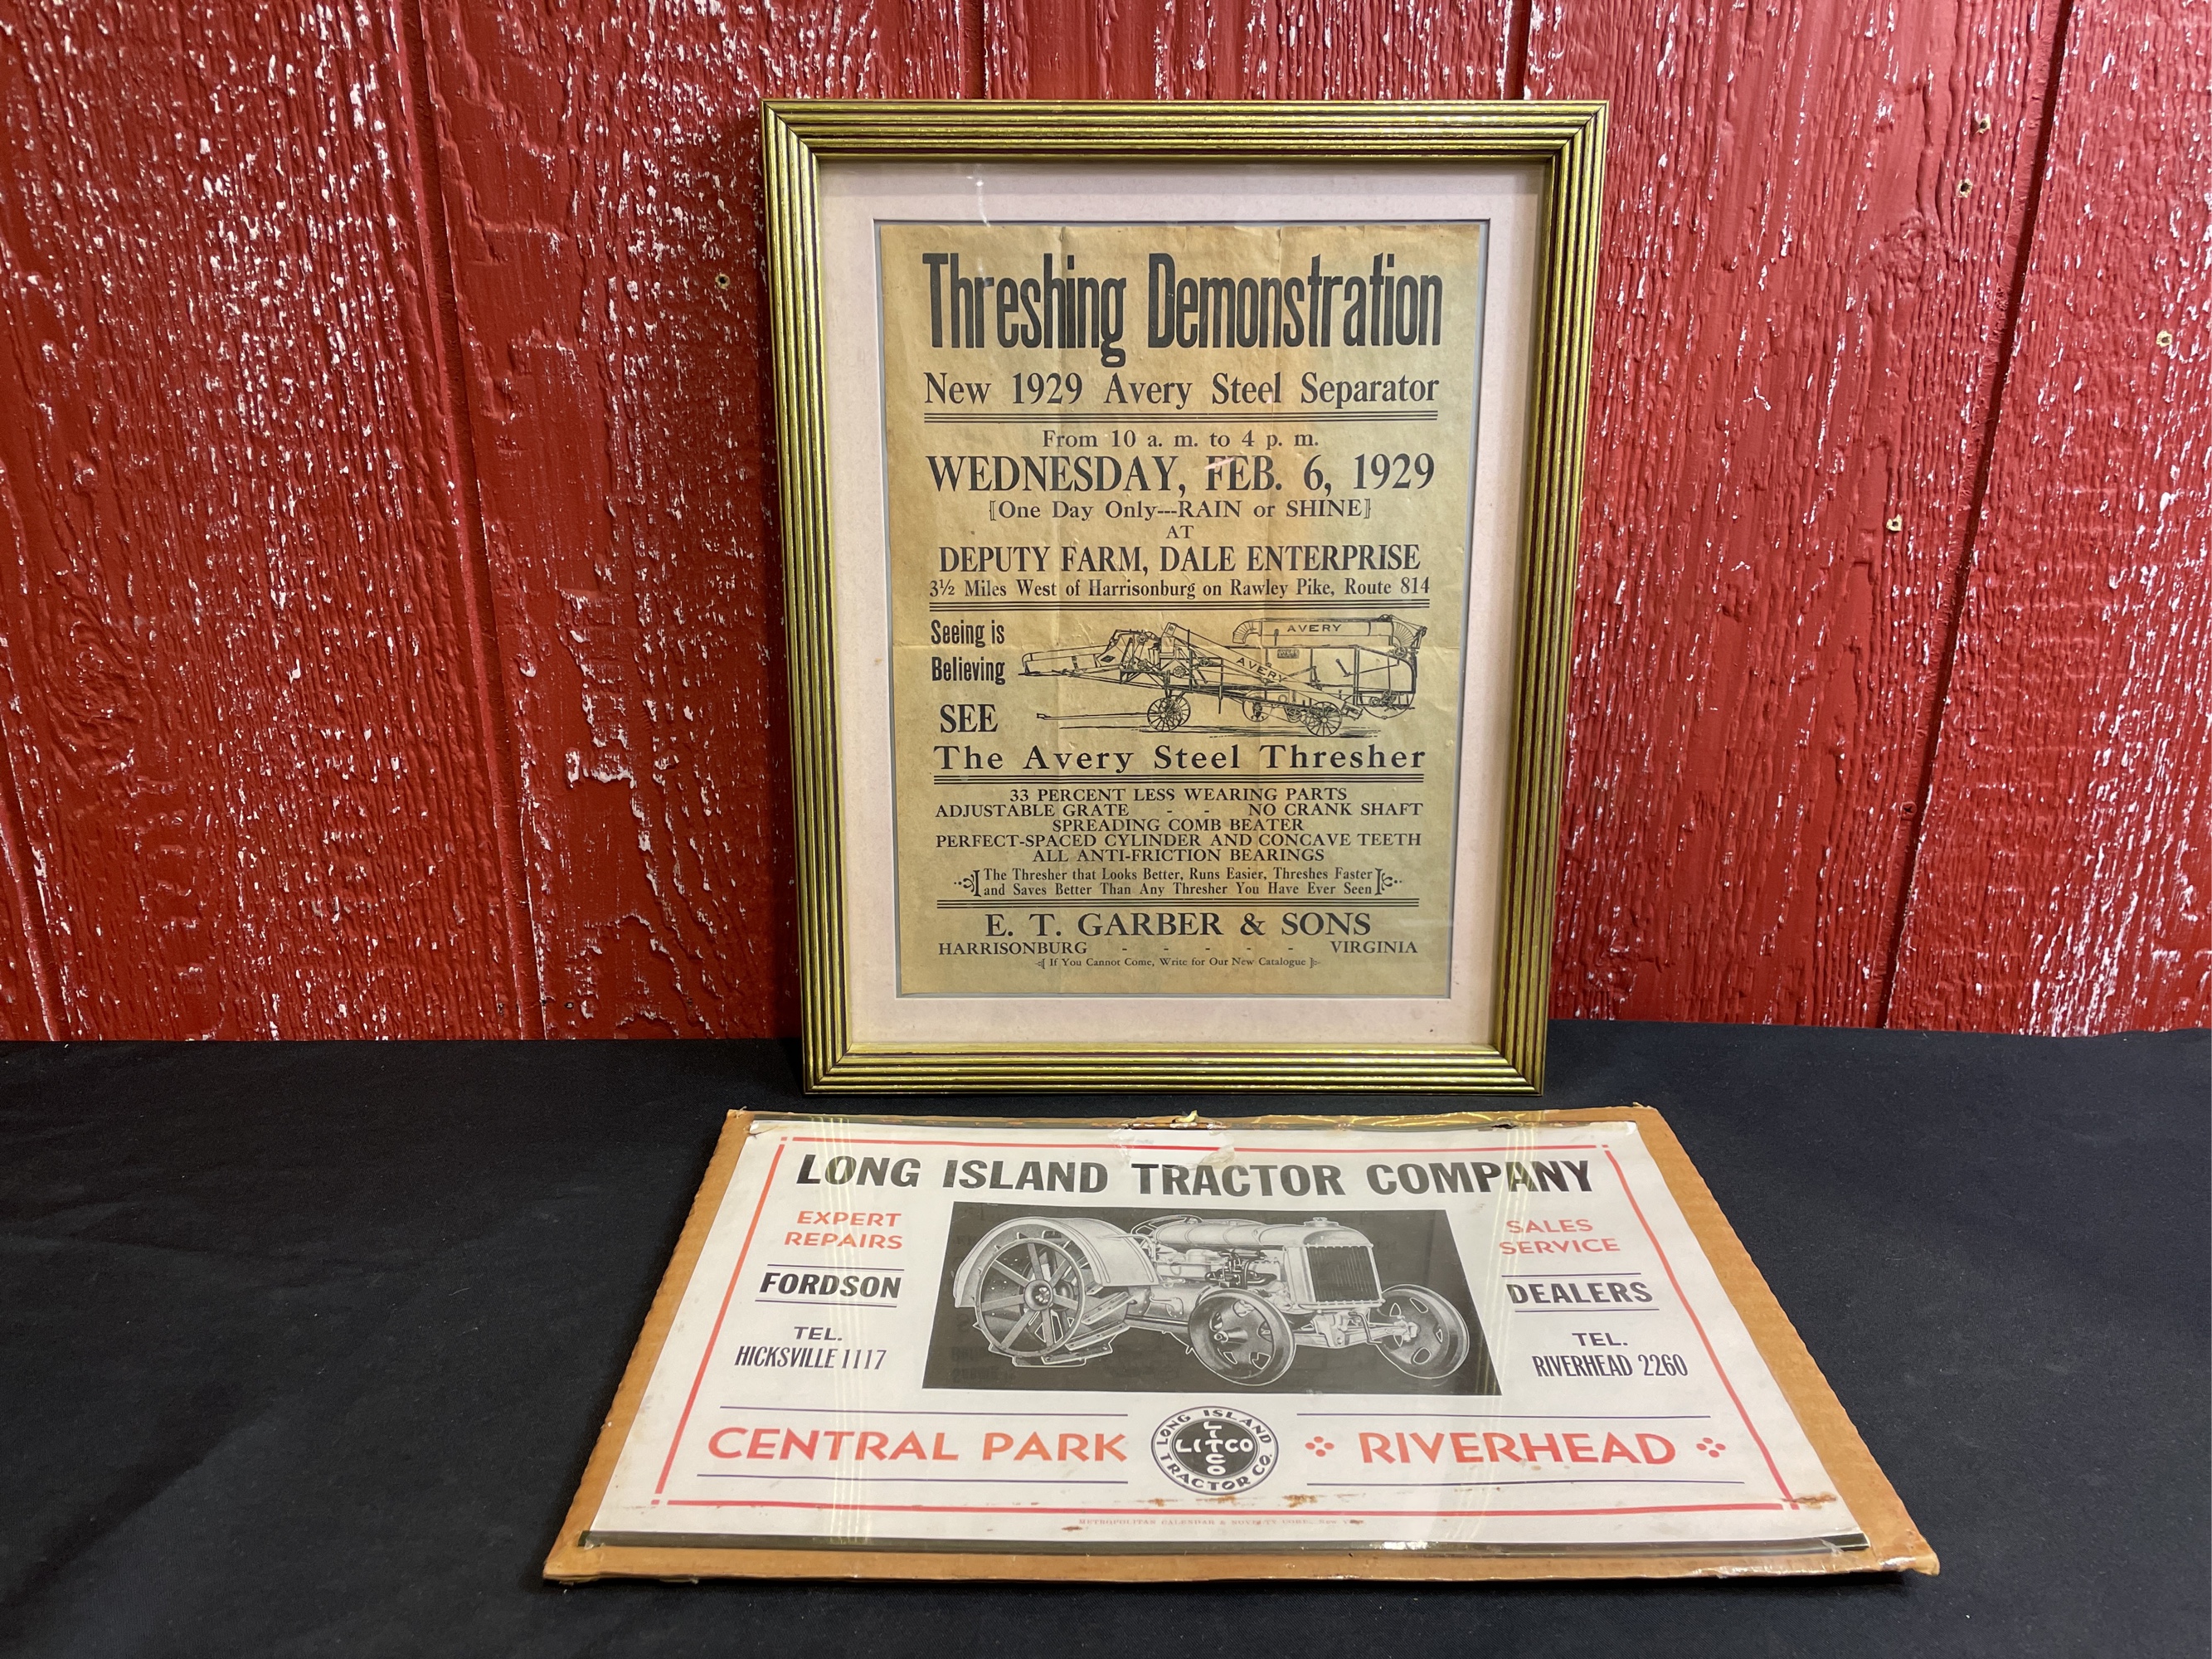 Threshing Demonstration
New 1929 Avery Steel Separator
From 10 a. m. to 4 p. m.
WEDNESDAY, FEB. 6, 1929
[One Day Only---RAIN or SHINE]
AT
DEPUTY FARM, DALE ENTERPRISE
3½ Miles West of Harrisonburg on Rawley Pike, Route 814
Seeing is
Believing
SEE
AVERY
AVERY
The Avery Steel Thresher
33 PERCENT LESS WEARING PARTS
ADJUSTABLE GRATE - - NO CRANK SHAFT
SPREADING COMB BEATER
PERFECT-SPACED CYLINDER AND CONCAVE TEETH
ALL ANTI-FRICTION BEARINGS
The Thresher that Looks Better, Runs Easier, Threshes Faster
and Saves Better Than Any Thresher You Have Ever Seen
E. T. GARBER & SONS
HARRISONBURG - - - - - VIRGINIA
[If You Cannot Come, Write for Our New Catalogue]
LONG ISLAND TRACTOR COMPANY
EXPERT
REPAIRS
FORDSON
TEL.
HICKSVILLE 1117
SALES
SERVICE
DEALERS
TEL.
RIVERHEAD 2260
CENTRAL PARK
LONG ISLAND
LITCO
LITCO
TRACTOR CO.
RIVERHEAD
METROPOLITAN CALENDAR &